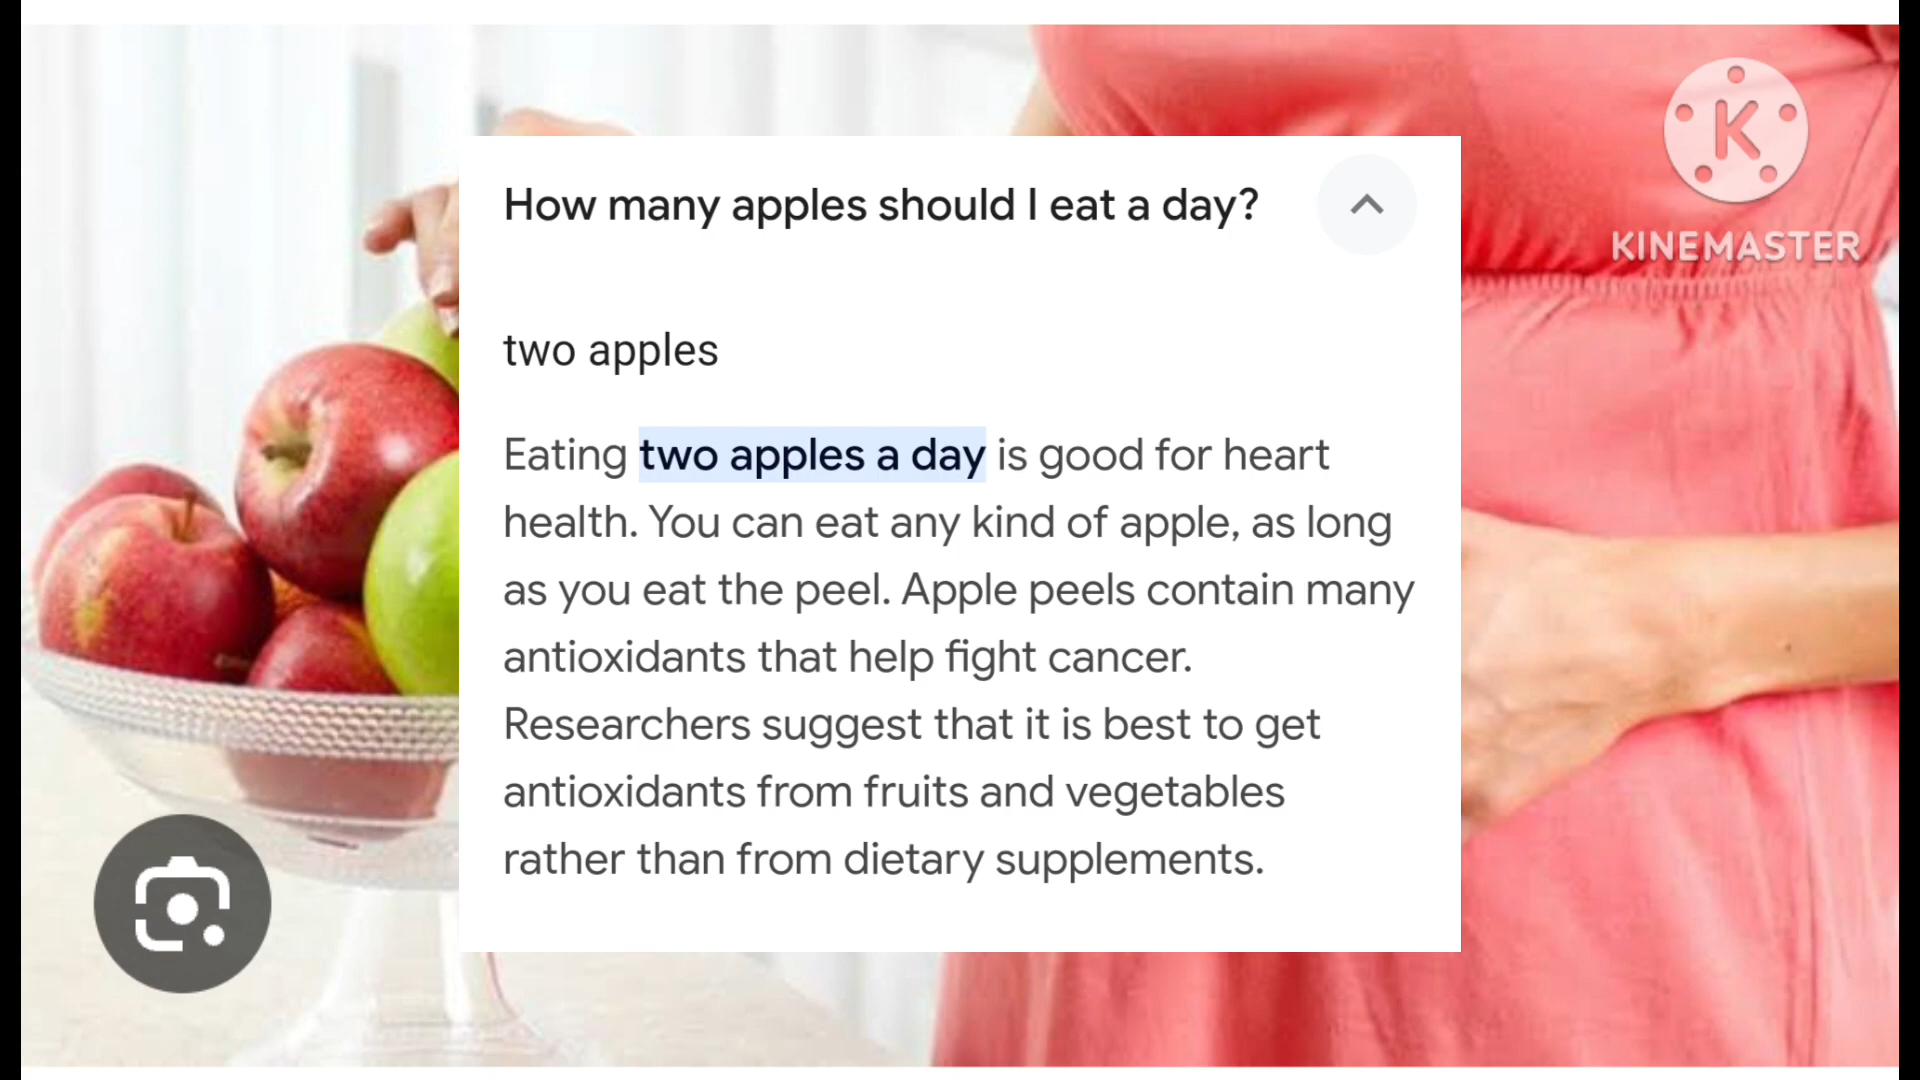 How many apples should I eat a day?
K
KINEMASTER
two apples
Eating two apples a day is good for heart
health. You can eat any kind of apple, as long
as you eat the peel. Apple peels contain many
antioxidants that help fight cancer.
Researchers suggest that it is best to get
antioxidants from fruits and vegetables
rather than from dietary supplements.